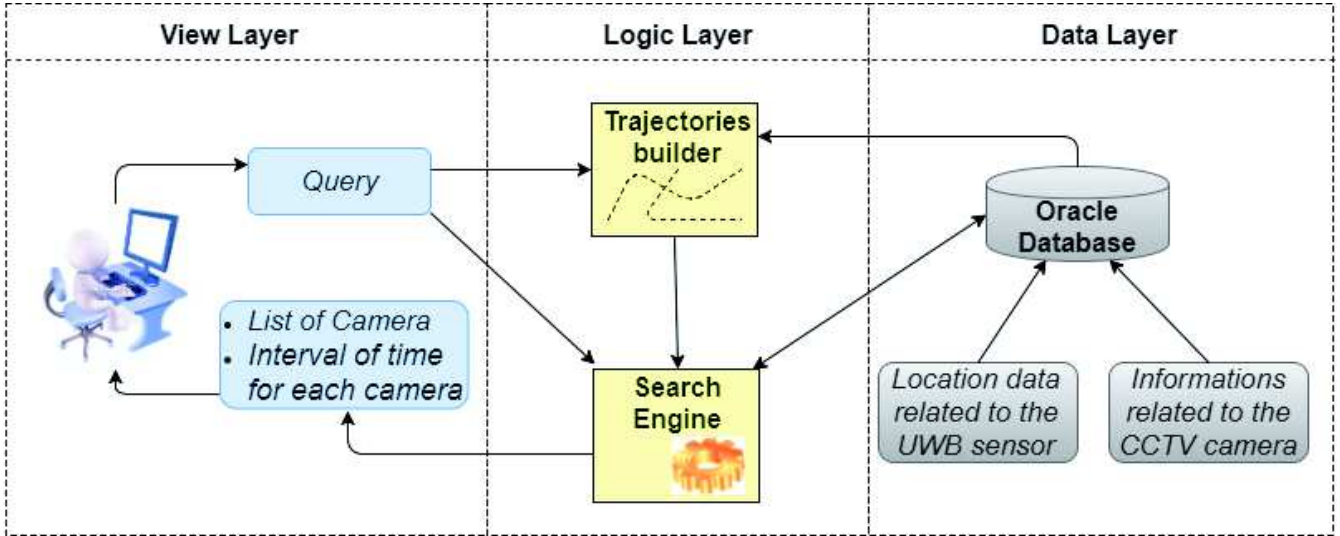 View Layer
Logic Layer
Data Layer
Query
• List of Camera
• Interval of time
for each camera
Trajectories
builder
Search
Engine
Oracle
Database
Location data
related to the
UWB sensor
Informations
related to the
CCTV camera